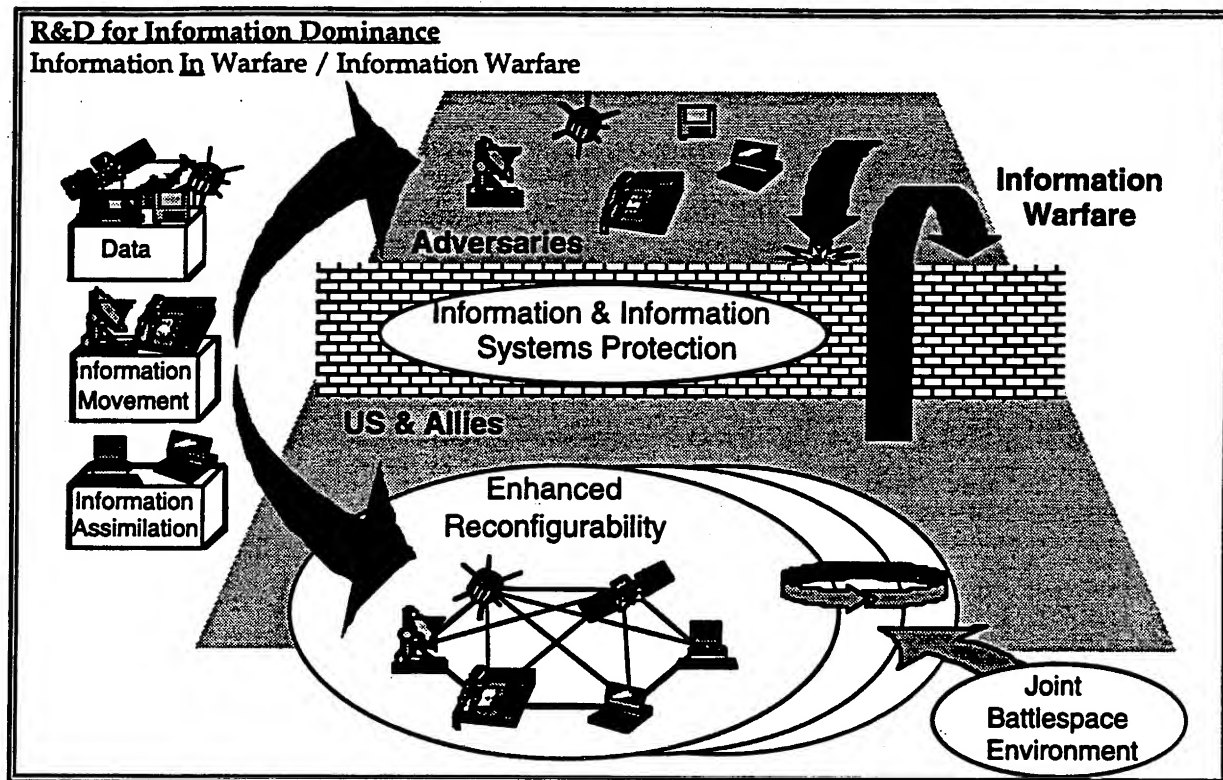 R&D for Information Dominance
Information In Warfare / Information Warfare
Data
Information
Movement
Information
Assimilation
Adversaries
Information
Warfare
Information & Information
Systems Protection
US & Allies
Enhanced
Reconfigurability
Joint
Battlespace
Environment